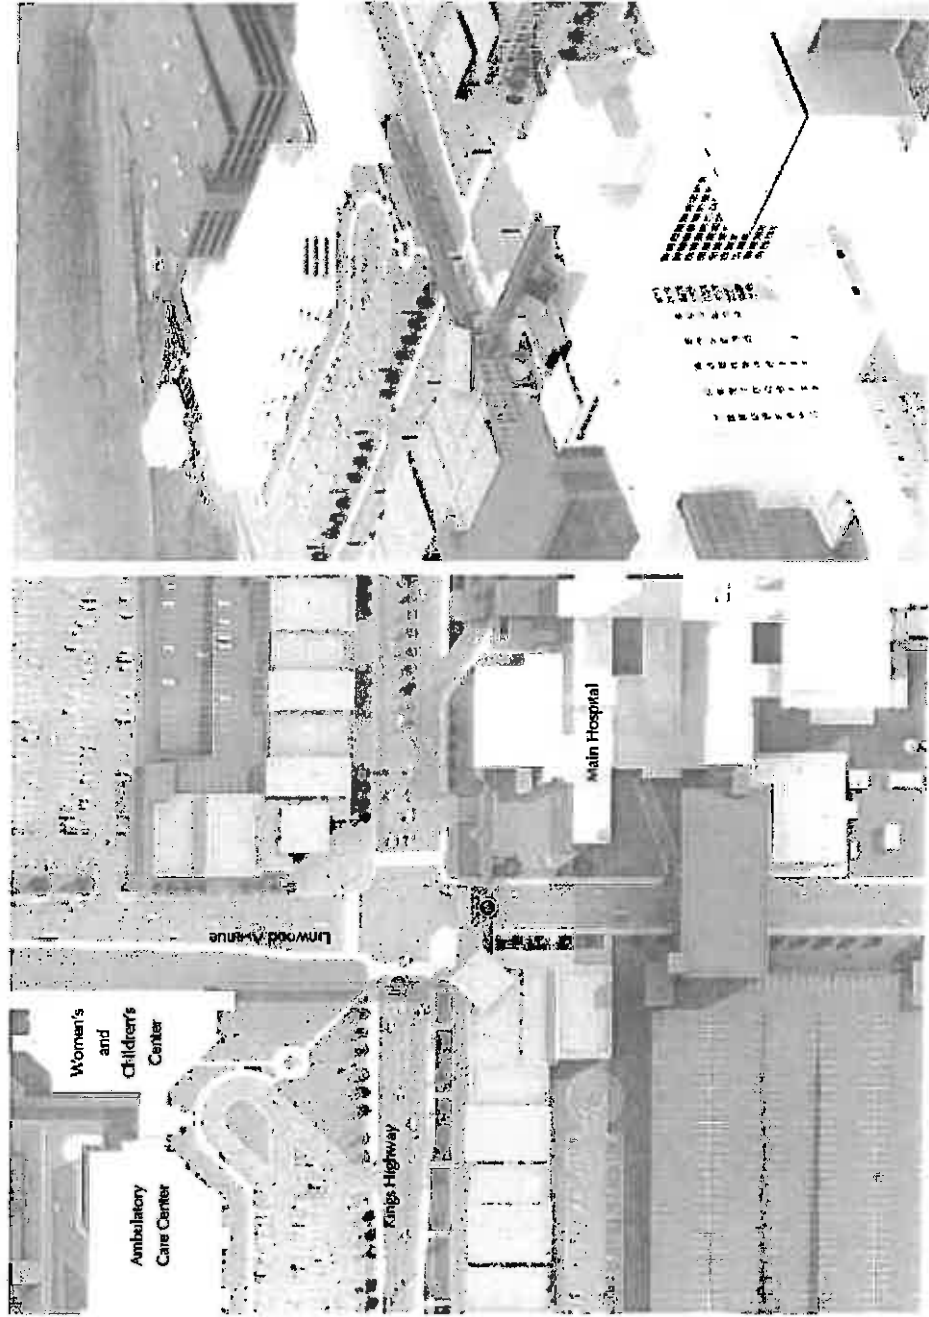 Women's
and
Children's
Center
Ambulatory
Care Center
Linwood Avenue
Kings Highway
Main Hospital